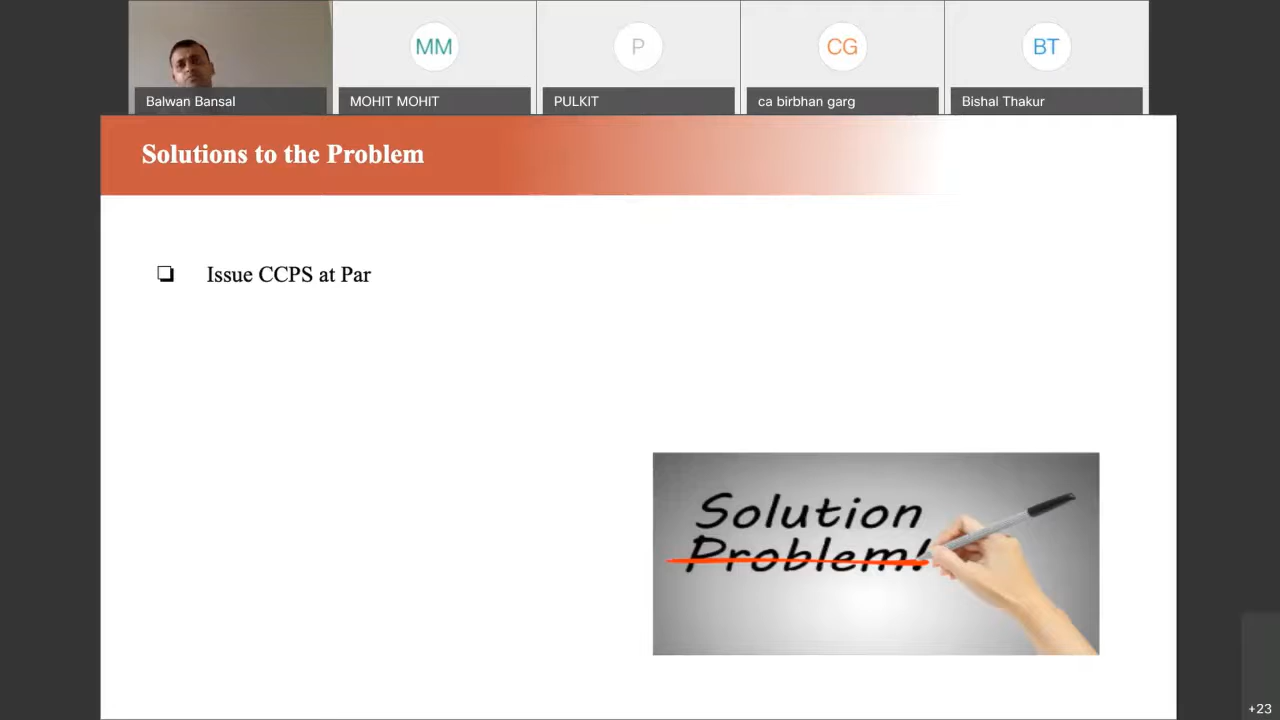 MM
P
CG
BT
Balwan Bansal
MOHIT MOHIT
PULKIT
ca birbhan garg
Bishal Thakur
Solutions to the Problem
Issue CCPS at Par
Solution
Problem!
+23